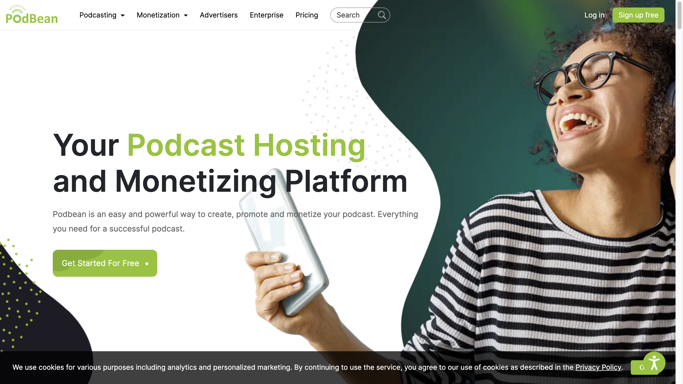 PodBean
Podcasting
Monetization
Advertisers
Enterprise
Pricing
Search
Log in
Sign up free
Your Podcast Hosting
and Monetizing Platform
Podbean is an easy and powerful way to create, promote and monetize your podcast. Everything
you need for a successful podcast.
Get Started For Free
We use cookies for various purposes including analytics and personalized marketing. By continuing to use the service, you agree to our use of cookies as described in the Privacy Policy.